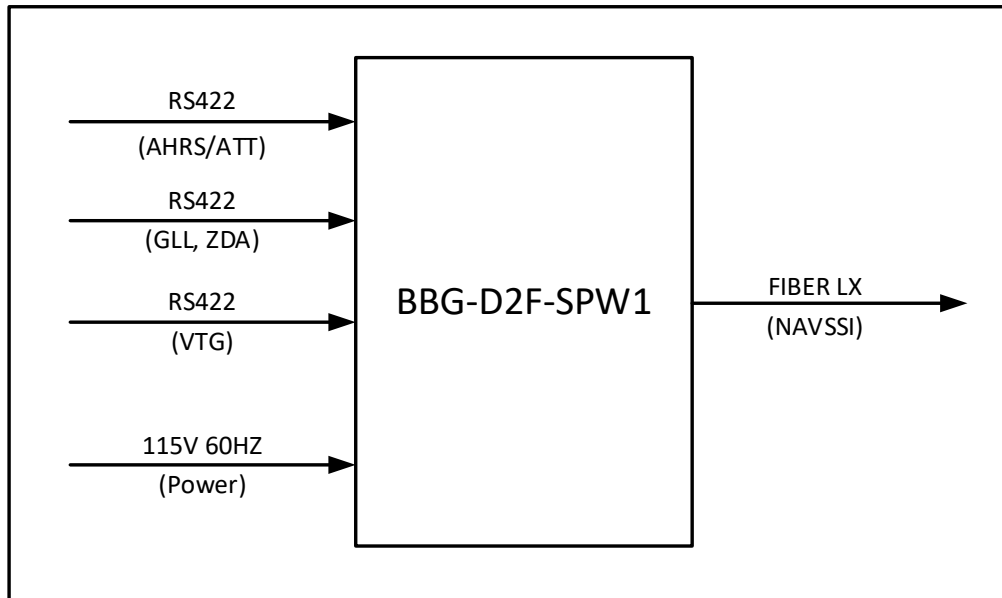 RS422
(AHRS/ATT)
RS422
(GLL, ZDA)
RS422
(VTG)
115V 60HZ
(Power)
BBG-D2F-SPW1
FIBER LX
(NAVSSI)